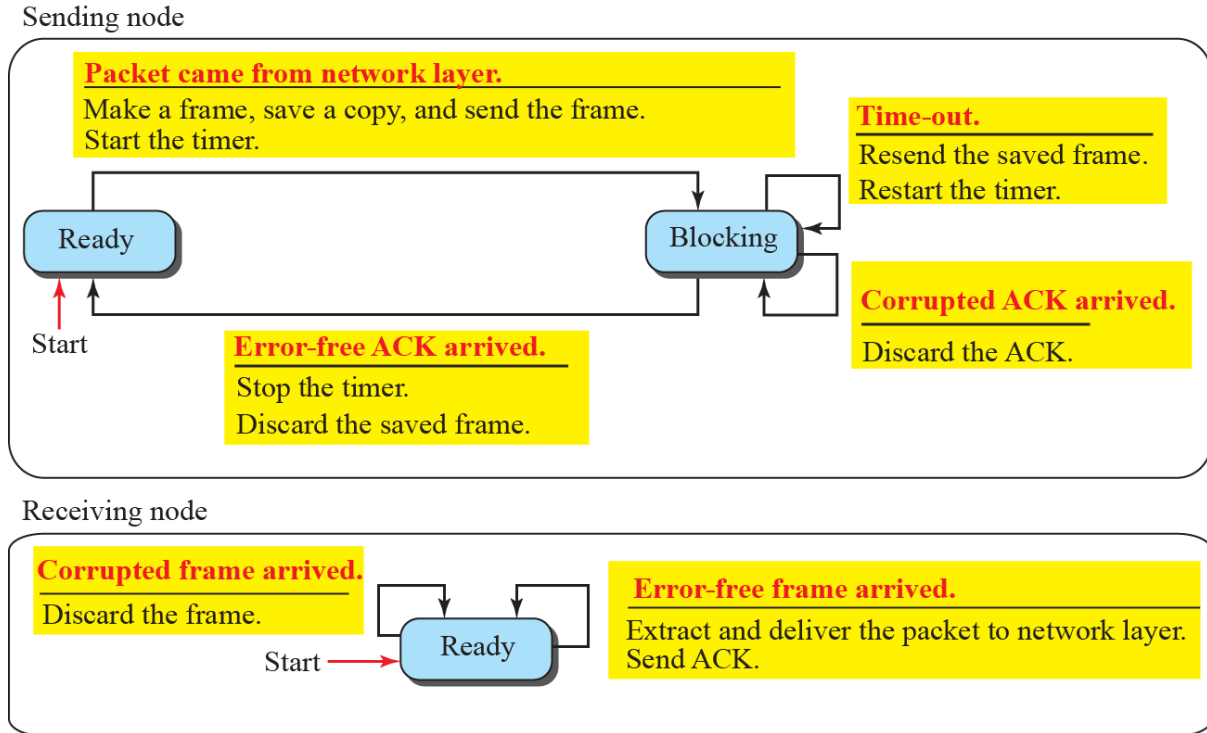 Sending node
Packet came from network layer.
Make a frame, save a copy, and send the frame.
Start the timer.
Time-out.
Resend the saved frame.
Restart the timer.
Ready
Blocking
Start
Error-free ACK arrived.
Stop the timer.
Discard the saved frame.
Corrupted ACK arrived.
Discard the ACK.
Receiving node
Corrupted frame arrived.
Discard the frame.
Start
Ready
Error-free frame arrived.
Extract and deliver the packet to network layer.
Send ACK.